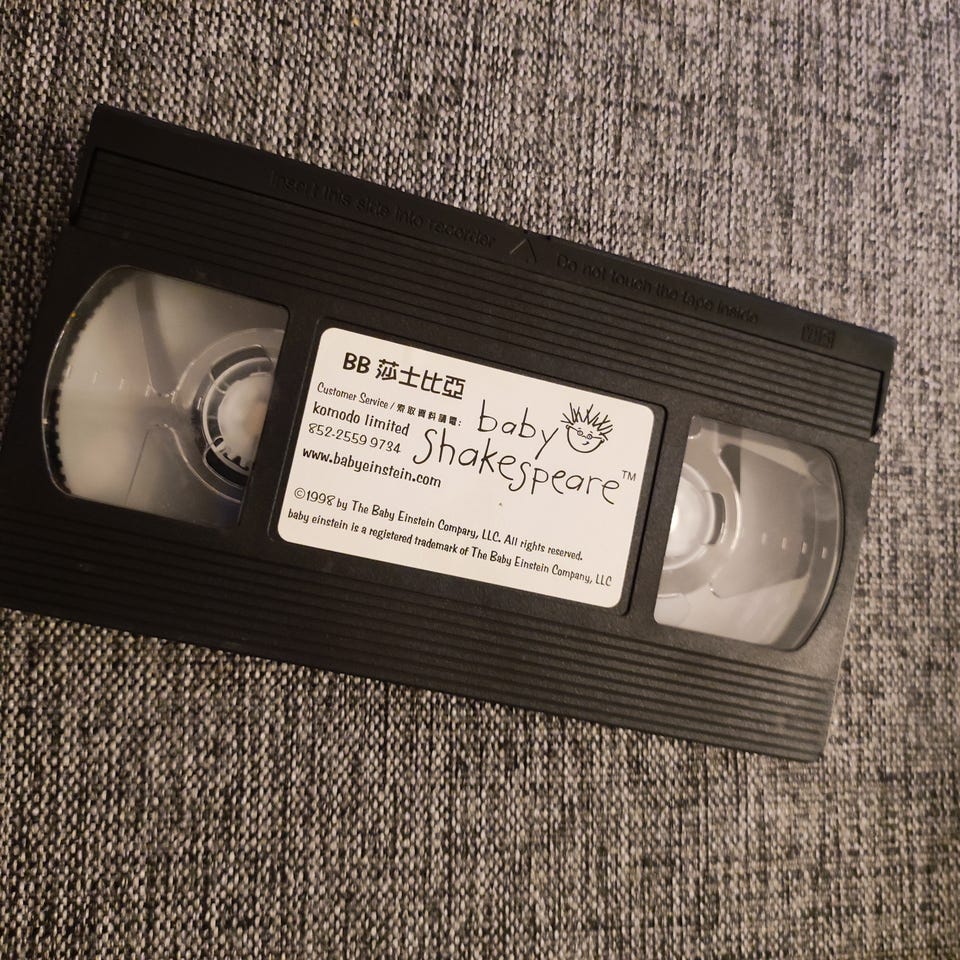 Insert this side into recorder
Do not touch the tape inside
VHS
BB 莎士比亞
Customer Service / 索取資料請電:
komodo limited
852-2559 9734
www.babyeinstein.com
baby
shakespeare™
©1998 by The Baby Einstein Company, LLC. All rights reserved.
baby einstein is a registered trademark of The Baby Einstein Company, LLC